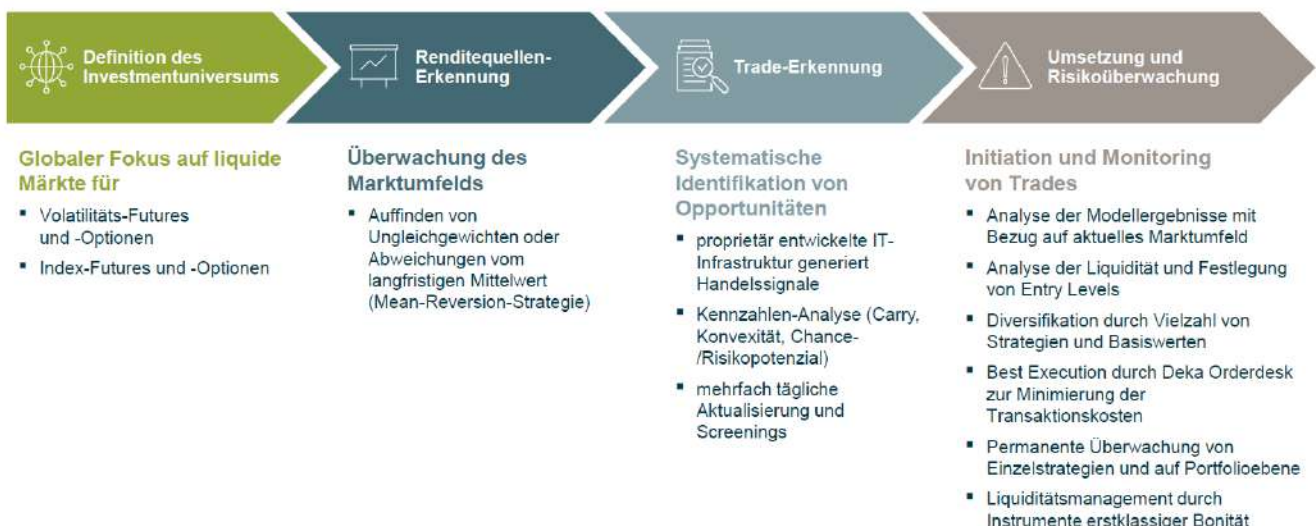 Definition des
Investmentuniversums
Renditequellen-
Erkennung
Trade-Erkennung
Umsetzung und
Risikoüberwachung
Globaler Fokus auf liquide
Märkte für
▪ Volatilitäts-Futures
und -Optionen
▪ Index-Futures und -Optionen
Überwachung des
Marktumfelds
▪ Auffinden von
Ungleichgewichten oder
Abweichungen vom
langfristigen Mittelwert
(Mean-Reversion-Strategie)
Systematische
Identifikation von
Opportunitäten
▪ proprietär entwickelte IT-
Infrastruktur generiert
Handelssignale
▪ Kennzahlen-Analyse (Carry,
Konvexität, Chance-
/Risikopotenzial)
▪ mehrfach tägliche
Aktualisierung und
Screenings
Initiation und Monitoring
von Trades
▪ Analyse der Modellergebnisse mit
Bezug auf aktuelles Marktumfeld
▪ Analyse der Liquidität und Festlegung
von Entry Levels
▪ Diversifikation durch Vielzahl von
Strategien und Basiswerten
▪ Best Execution durch Deka Orderdesk
zur Minimierung der
Transaktionskosten
▪ Permanente Überwachung von
Einzelstrategien und auf Portfolioebene
▪ Liquiditätsmanagement durch
Instrumente erstklassiger Bonität